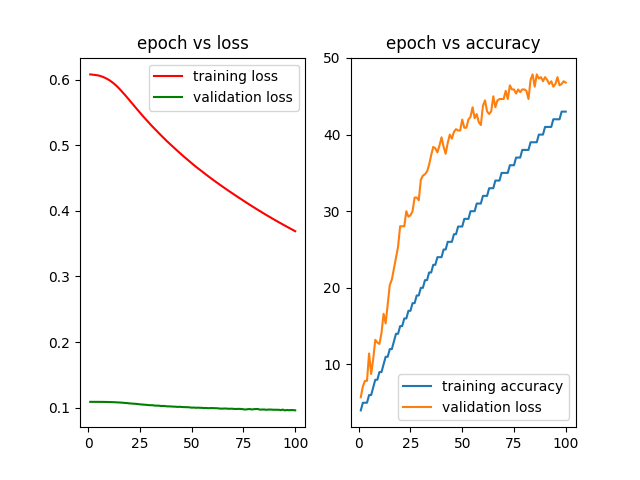 epoch vs loss
0.6
0.5
0.4
0.3
0.2
0.1
0 25 50 75 100
training loss
validation loss
epoch vs accuracy
50
40
30
20
10
0 25 50 75 100
training accuracy
validation loss